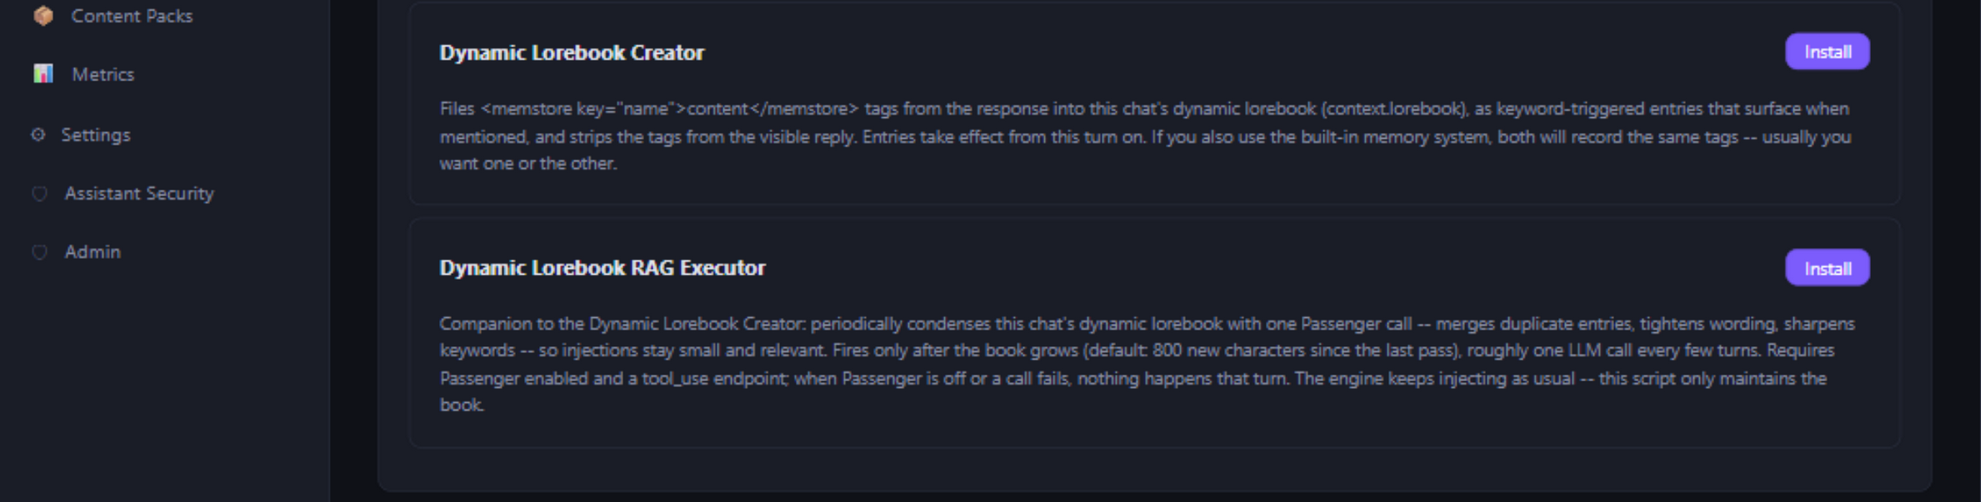 Content Packs
Metrics
Settings
Assistant Security
Admin
Dynamic Lorebook Creator
Install
Files <memstore key="name">content</memstore> tags from the response into this chat's dynamic lorebook (context.lorebook), as keyword-triggered entries that surface when
mentioned, and strips the tags from the visible reply. Entries take effect from this turn on. If you also use the built-in memory system, both will record the same tags -- usually you
want one or the other.
Dynamic Lorebook RAG Executor
Install
Companion to the Dynamic Lorebook Creator: periodically condenses this chat's dynamic lorebook with one Passenger call -- merges duplicate entries, tightens wording, sharpens
keywords -- so injections stay small and relevant. Fires only after the book grows (default: 800 new characters since the last pass), roughly one LLM call every few turns. Requires
Passenger enabled and a tool_use endpoint; when Passenger is off or a call fails, nothing happens that turn. The engine keeps injecting as usual -- this script only maintains the
book.